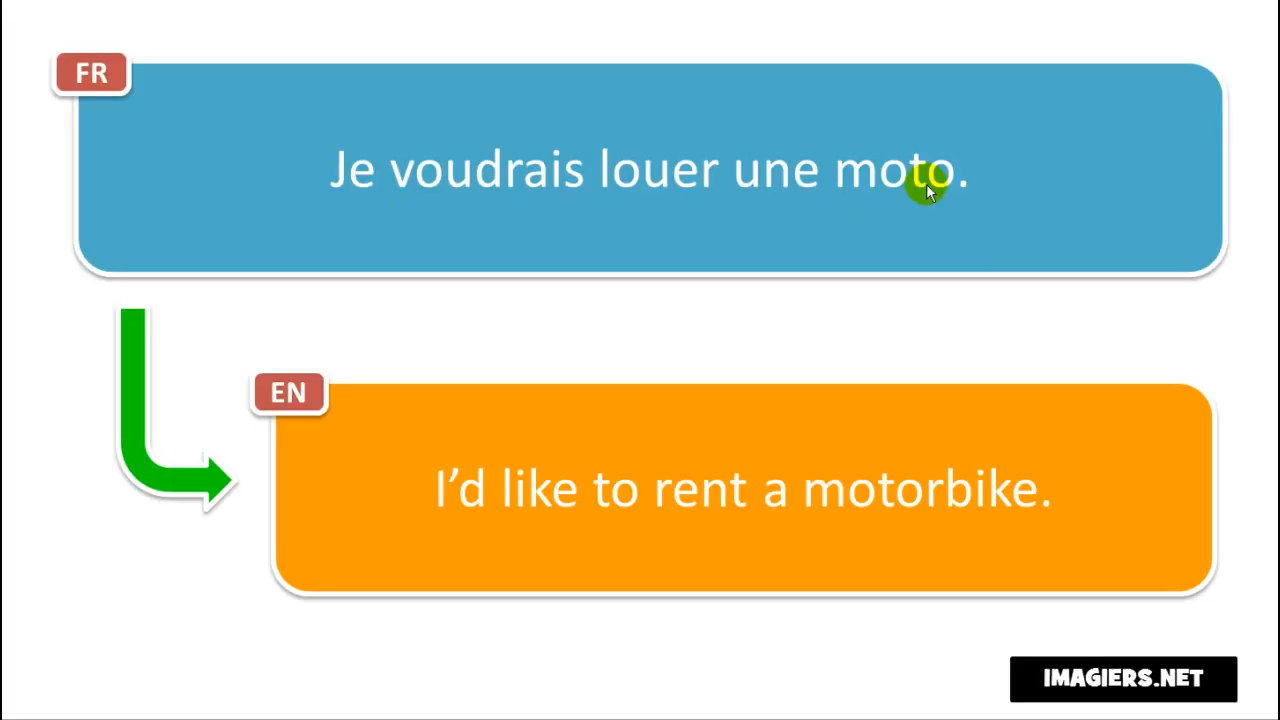 FR
Je voudrais louer une moto.
EN
I’d like to rent a motorbike.
IMAGIERS.NET